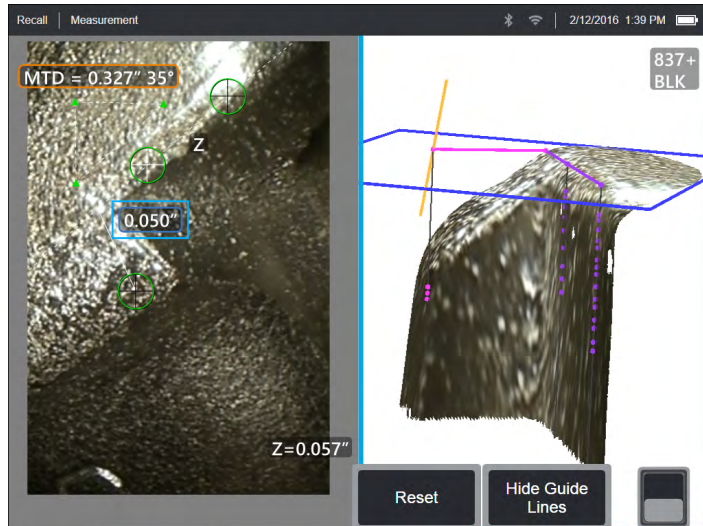 Recall | Measurement
2/12/2016 1:39 PM
MTD = 0.327" 35°
837+
BLK
Z
0.050"
Z=0.057"
Reset
Hide Guide
Lines